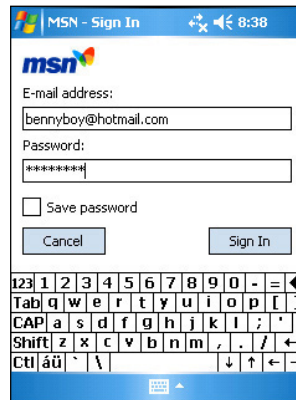 MSN - Sign In 8:38
msn
E-mail address:
bennyboy@hotmail.com
Password:
********
Save password
Cancel Sign In
123 1 2 3 4 5 6 7 8 9 0 - =
Tab q w e r t y u i o p [ ]
CAP a s d f g h j k l ; '
Shift z x c v b n m , . / ←
Ctl áü ` \ ↓ ↑ ← →